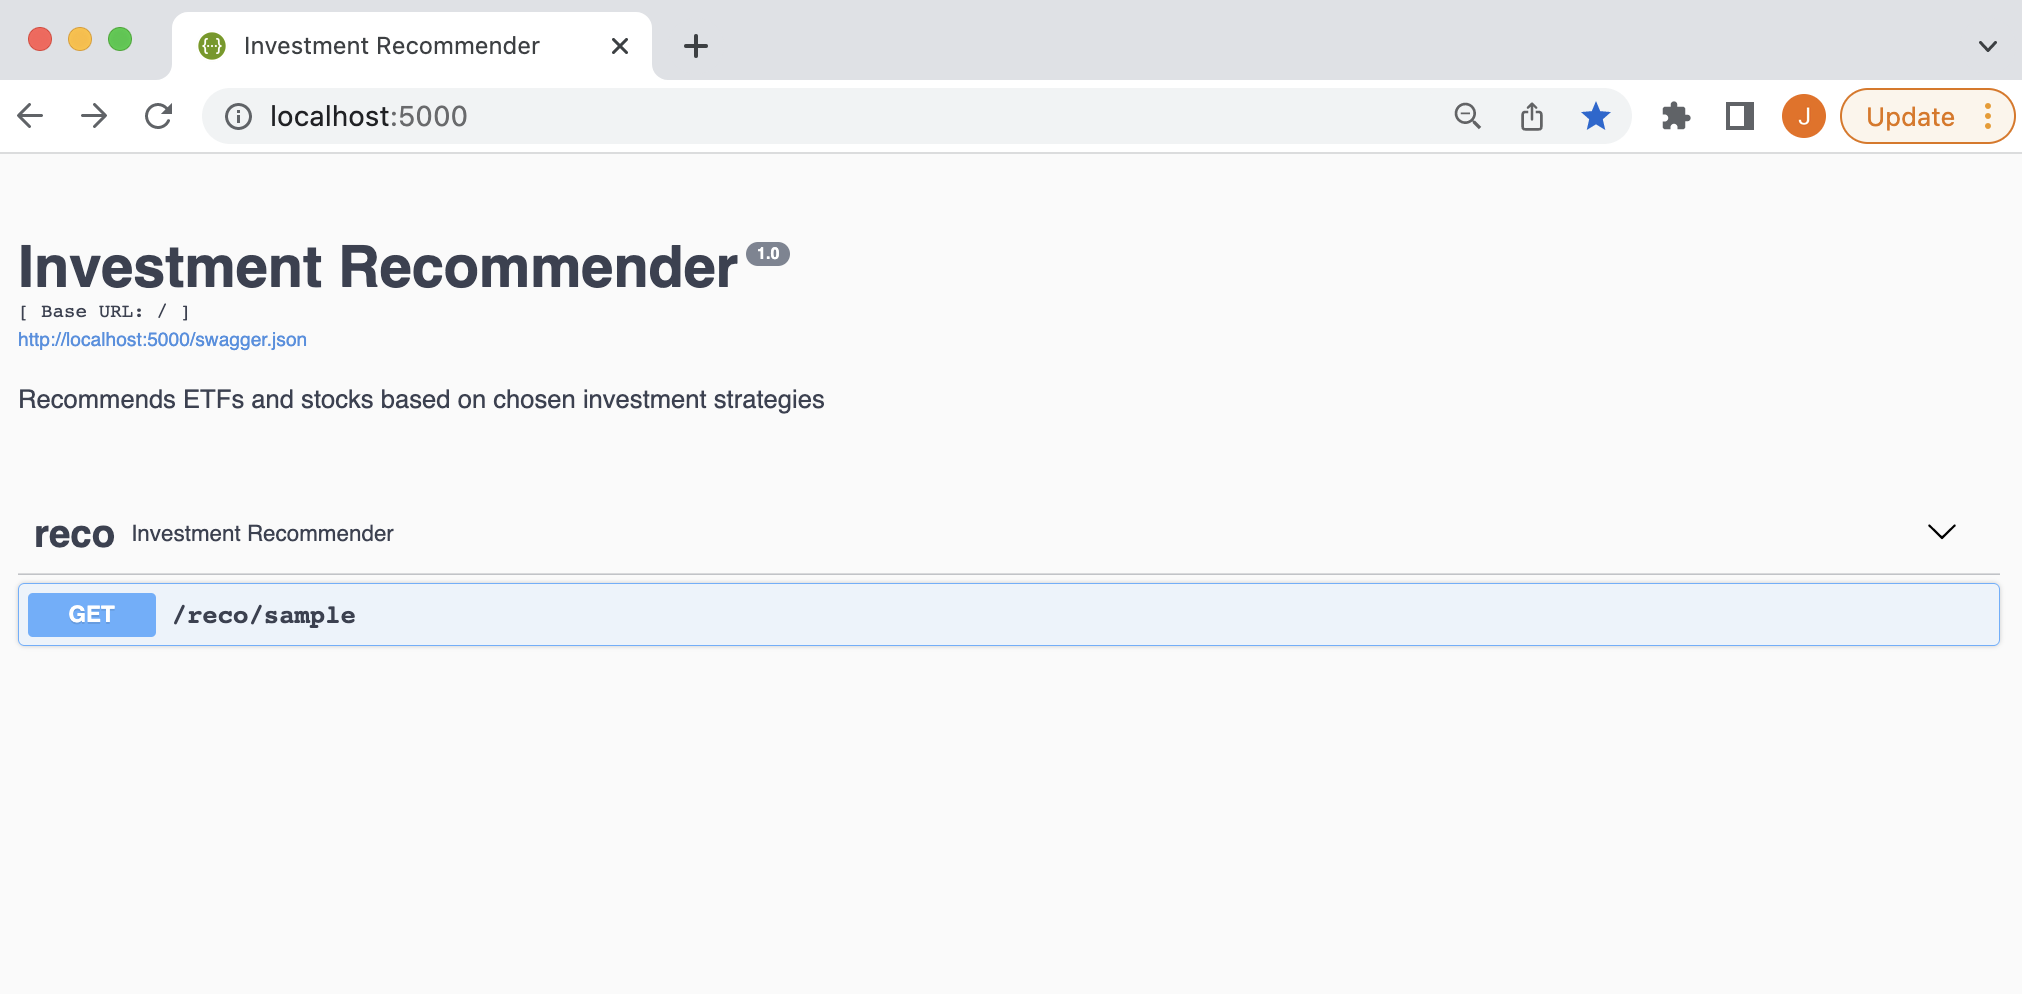 Investment Recommender
localhost:5000
J
Update
Investment Recommender 1.0
[ Base URL: / ]
http://localhost:5000/swagger.json
Recommends ETFs and stocks based on chosen investment strategies
reco Investment Recommender
GET /reco/sample